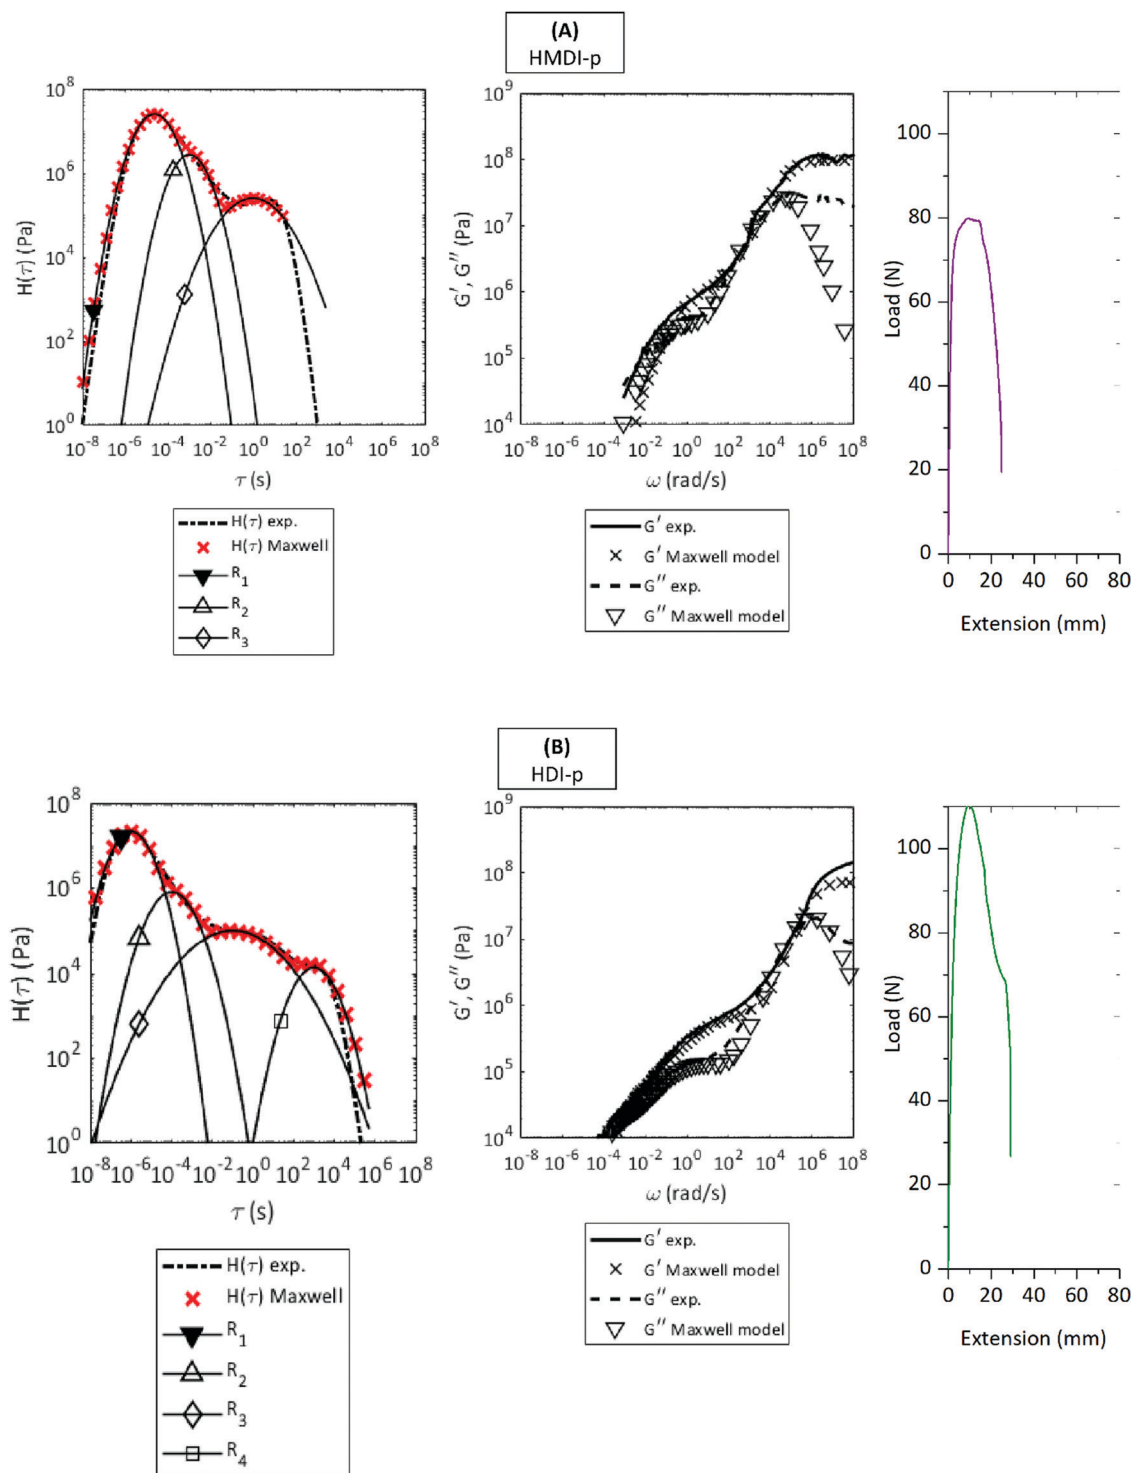 (A)
HMDI-p
H(τ) (Pa)
10^8
10^6
10^4
10^2
10^0
10^-8 10^-6 10^-4 10^-2 10^0 10^2 10^4 10^6 10^8
τ (s)
H(τ) exp.
H(τ) Maxwell
R_1
R_2
R_3
G′, G″ (Pa)
10^9
10^8
10^7
10^6
10^5
10^4
10^-8 10^-6 10^-4 10^-2 10^0 10^2 10^4 10^6 10^8
ω (rad/s)
G′ exp.
G′ Maxwell model
G″ exp.
G″ Maxwell model
Load (N)
100
80
60
40
20
0
0 20 40 60 80
Extension (mm)
(B)
HDI-p
H(τ) (Pa)
10^8
10^6
10^4
10^2
10^0
10^-8 10^-6 10^-4 10^-2 10^0 10^2 10^4 10^6 10^8
τ (s)
H(τ) exp.
H(τ) Maxwell
R_1
R_2
R_3
R_4
G′, G″ (Pa)
10^9
10^8
10^7
10^6
10^5
10^4
10^-8 10^-6 10^-4 10^-2 10^0 10^2 10^4 10^6 10^8
ω (rad/s)
G′ exp.
G′ Maxwell model
G″ exp.
G″ Maxwell model
Load (N)
100
80
60
40
20
0
0 20 40 60 80
Extension (mm)